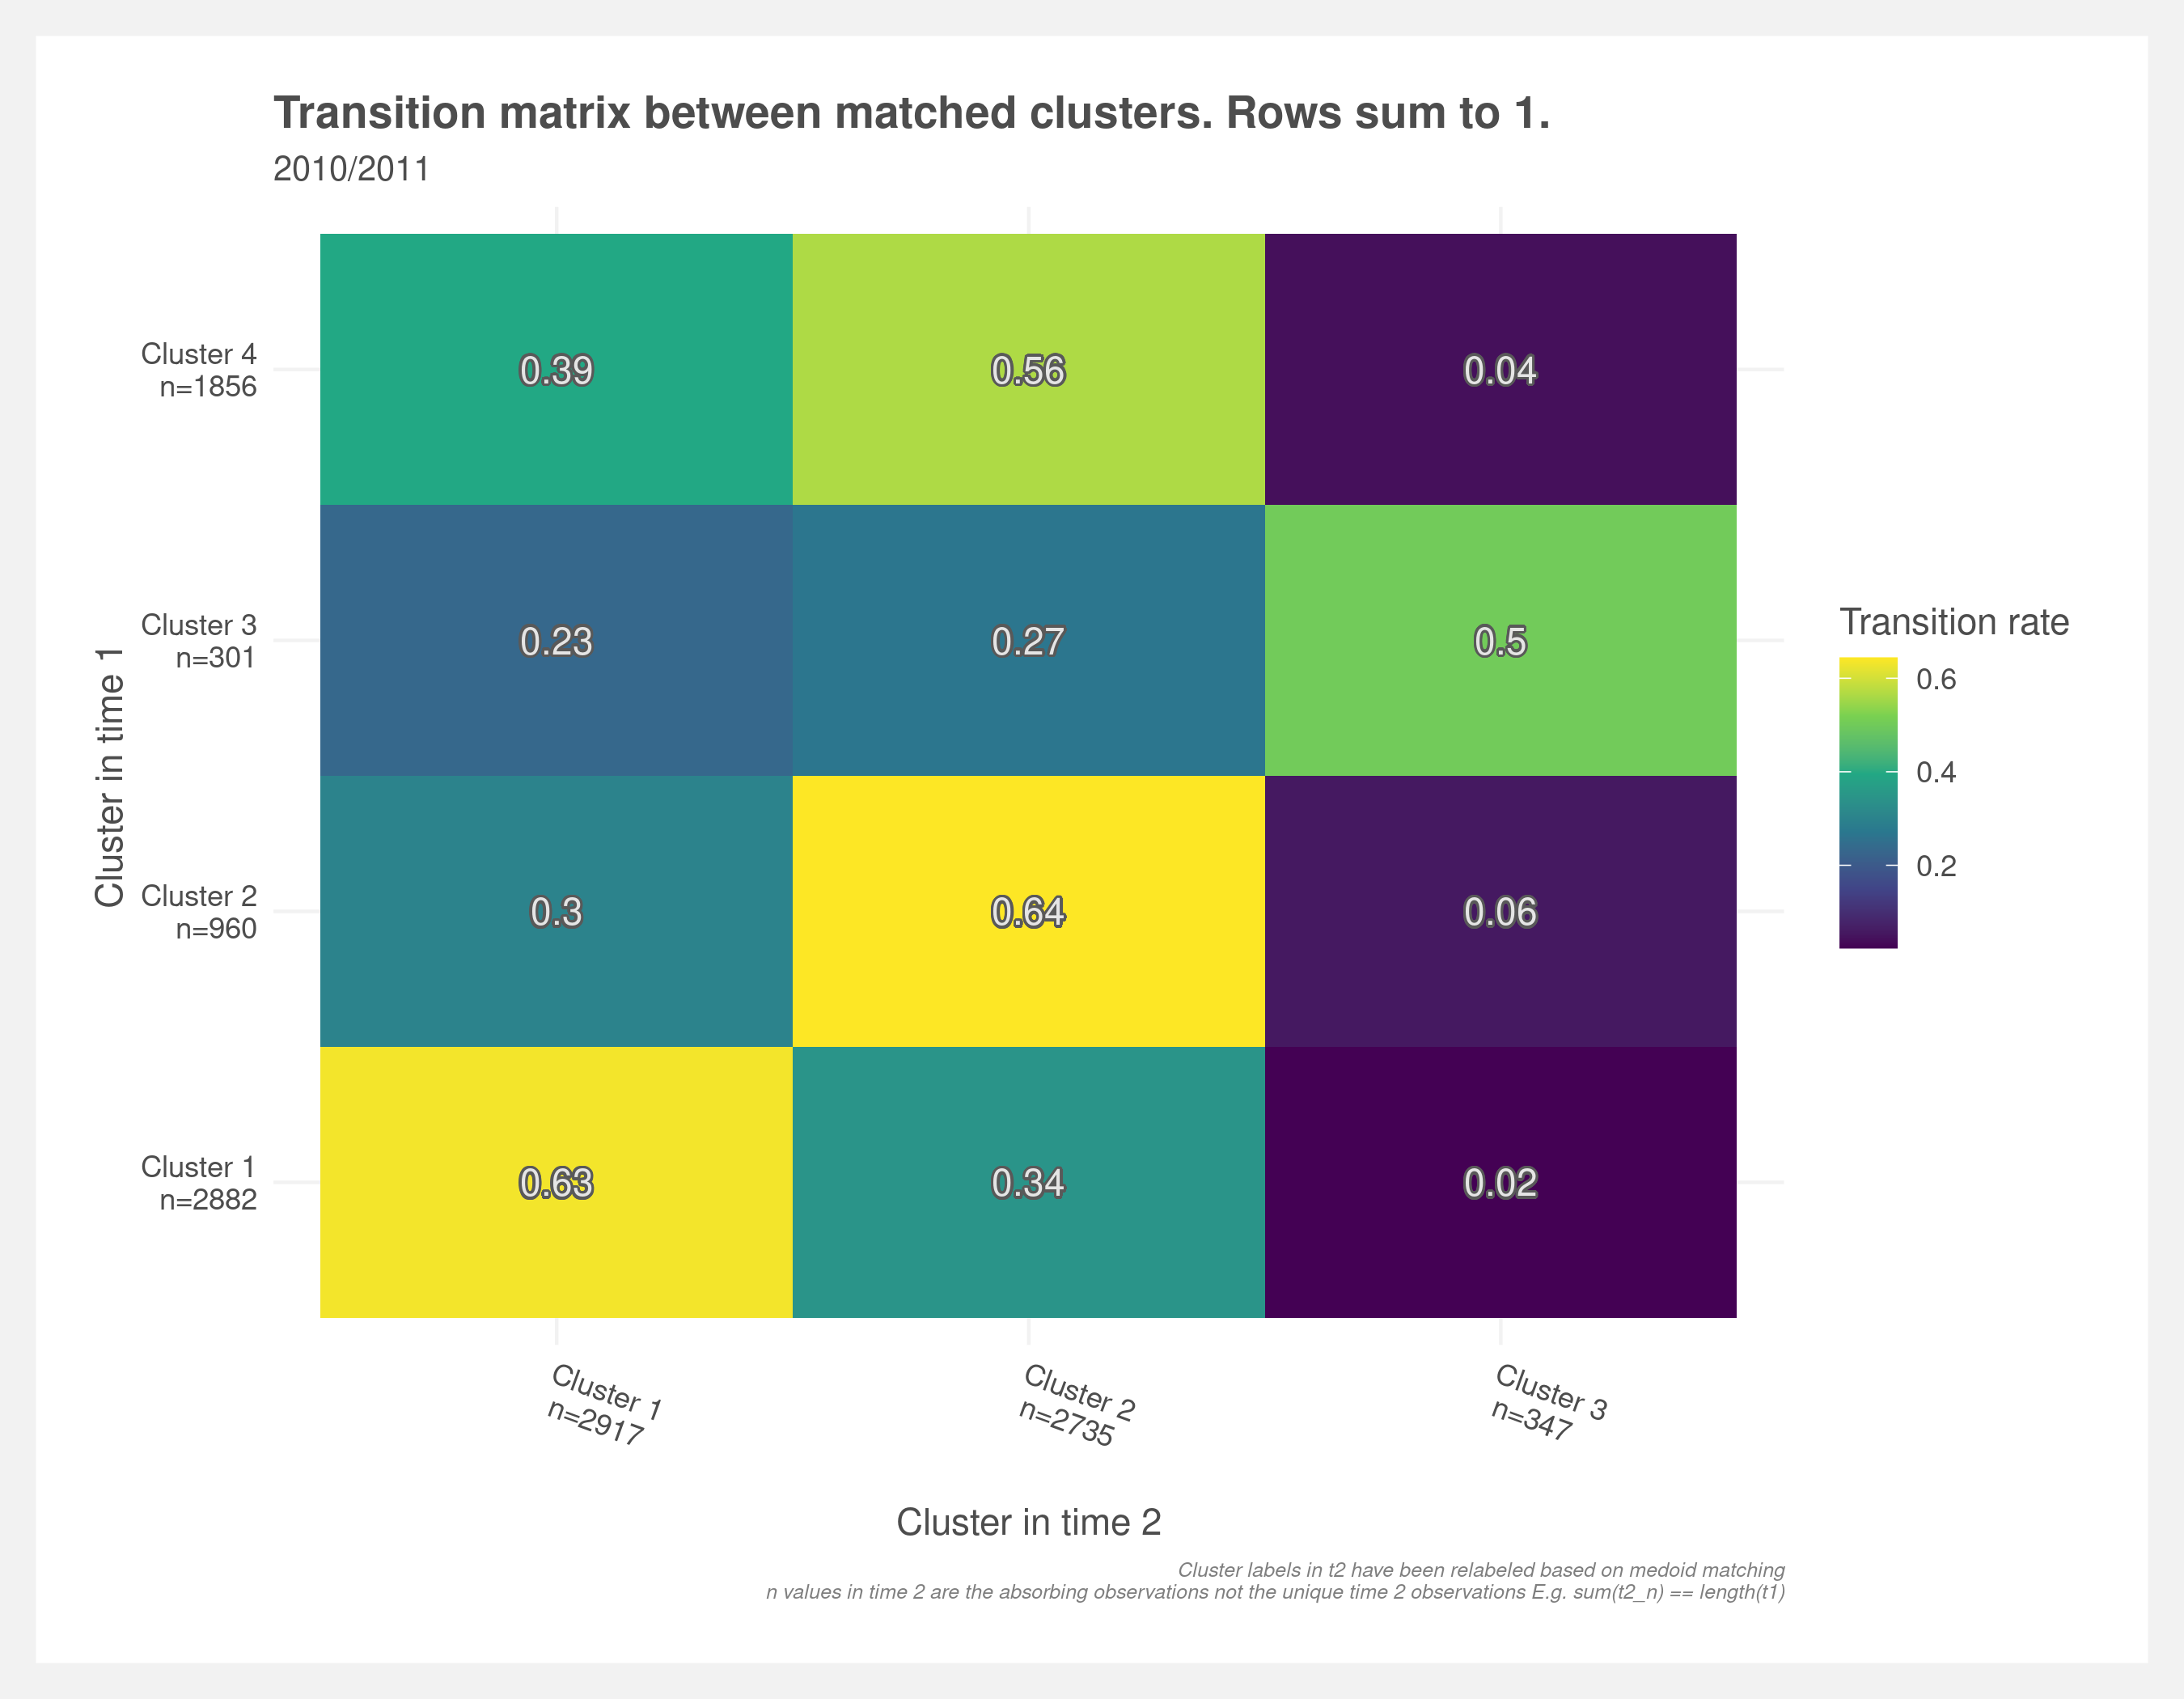 Transition matrix between matched clusters. Rows sum to 1.
2010/2011
Cluster in time 1
Cluster 4
n=1856
0.39 0.56 0.04
Cluster 3
n=301
0.23 0.27 0.5
Cluster 2
n=960
0.3 0.64 0.06
Cluster 1
n=2882
0.63 0.34 0.02
Cluster 1
n=2917
Cluster 2
n=2735
Cluster 3
n=347
Cluster in time 2
Transition rate
0.6
0.4
0.2
Cluster labels in t2 have been relabeled based on medoid matching
n values in time 2 are the absorbing observations not the unique time 2 observations E.g. sum(t2_n) == length(t1)